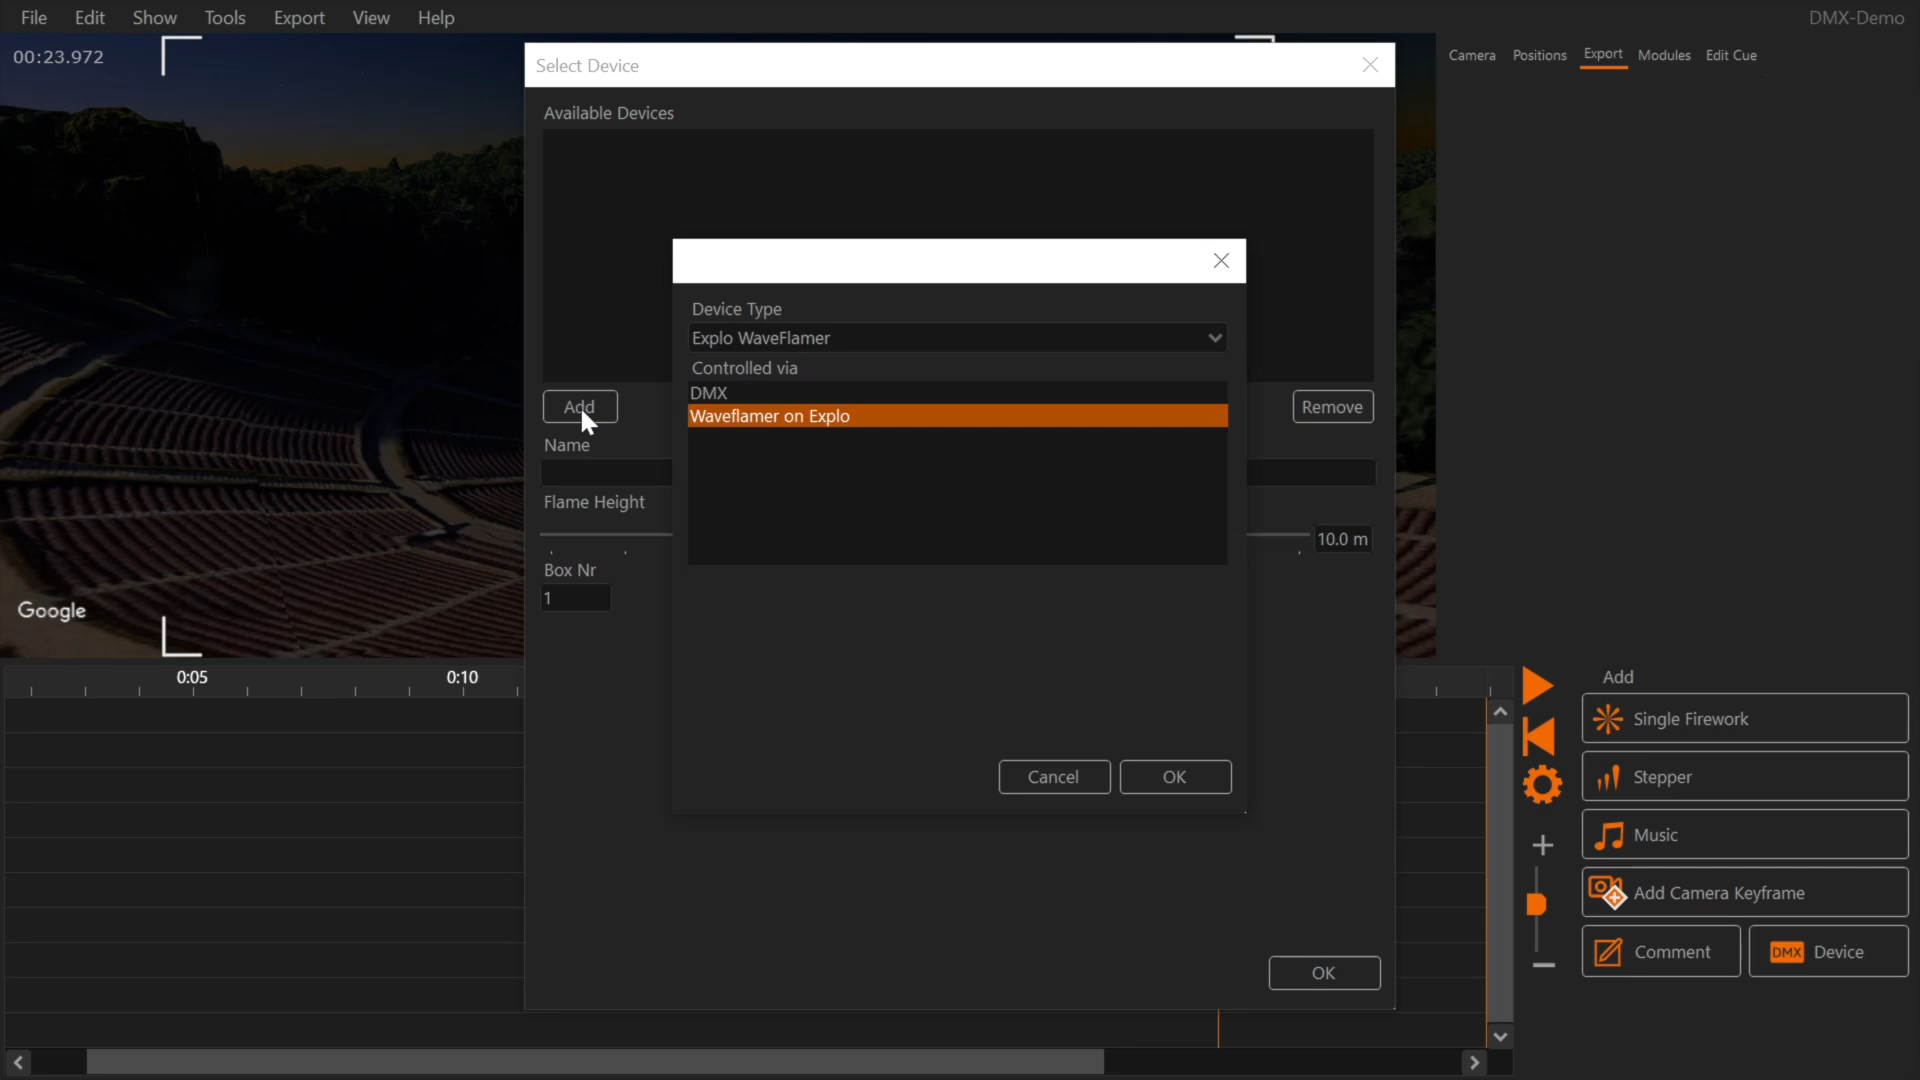 File Edit Show Tools Export View Help DMX-Demo
00:23.972
Select Device
Camera Positions Export Modules Edit Cue
Available Devices
Device Type
Explo WaveFlamer
Controlled via
DMX
Waveflamer on Explo
Add
Remove
Name
Flame Height
10.0 m
Box Nr
1
Google
Cancel OK
OK
0:05 0:10
Add
Single Firework
Stepper
Music
Add Camera Keyframe
Comment
DMX Device